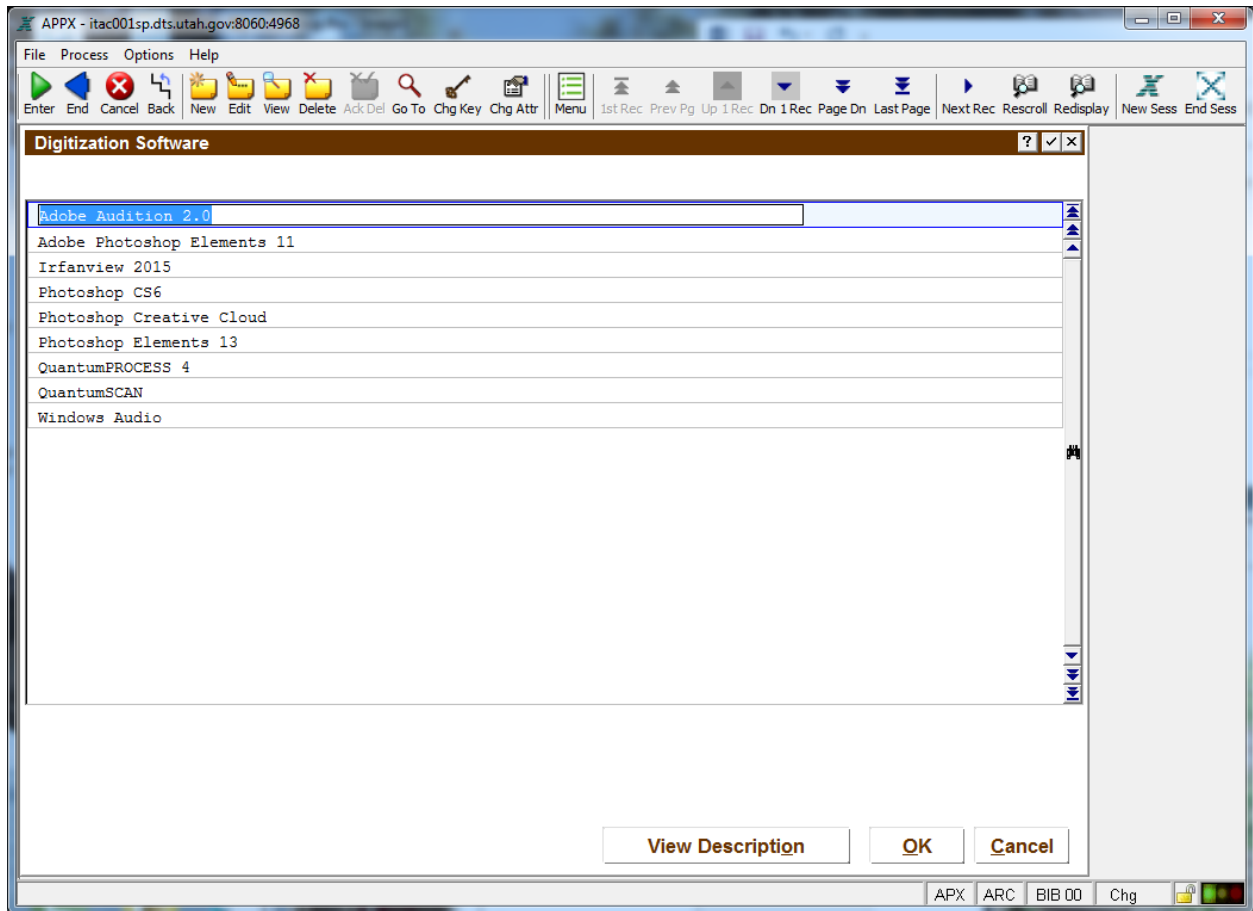 APPX - itac001sp.dts.utah.gov:8060:4968
File Process Options Help
Enter End Cancel Back New Edit View Delete Ack Del Go To Chg Key Chg Attr Menu 1st Rec Prev Pg Up 1 Rec Dn 1 Rec Page Dn Last Page Next Rec Rescroll Redisplay New Sess End Sess
Digitization Software
Adobe Audition 2.0
Adobe Photoshop Elements 11
Irfanview 2015
Photoshop CS6
Photoshop Creative Cloud
Photoshop Elements 13
QuantumPROCESS 4
QuantumSCAN
Windows Audio
View Description OK Cancel
APX ARC BIB 00 Chg